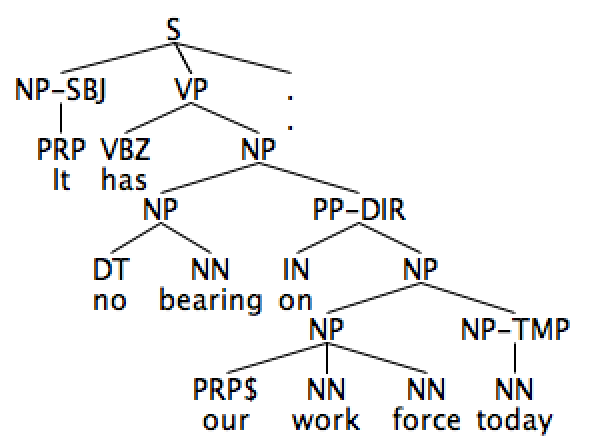 S
NP-SBJ VP .
.
PRP VBZ NP
It has
NP PP-DIR
DT NN IN NP
no bearing on
NP NP-TMP
PRP$ NN NN NN
our work force today